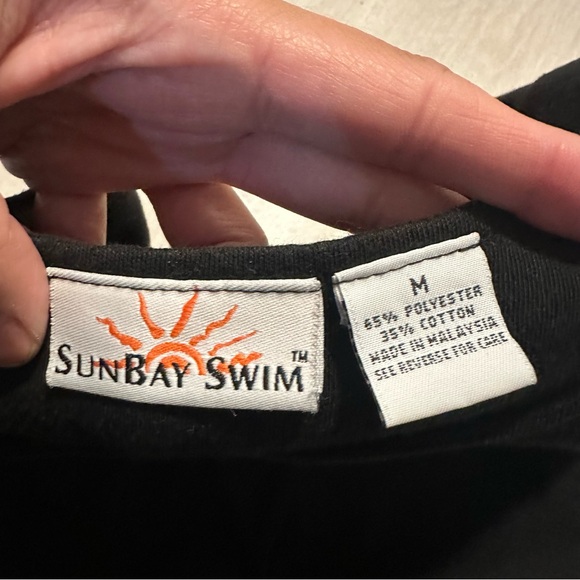 SUNBAY SWIM™
M
65% POLYESTER
35% COTTON
MADE IN MALAYSIA
SEE REVERSE FOR CARE